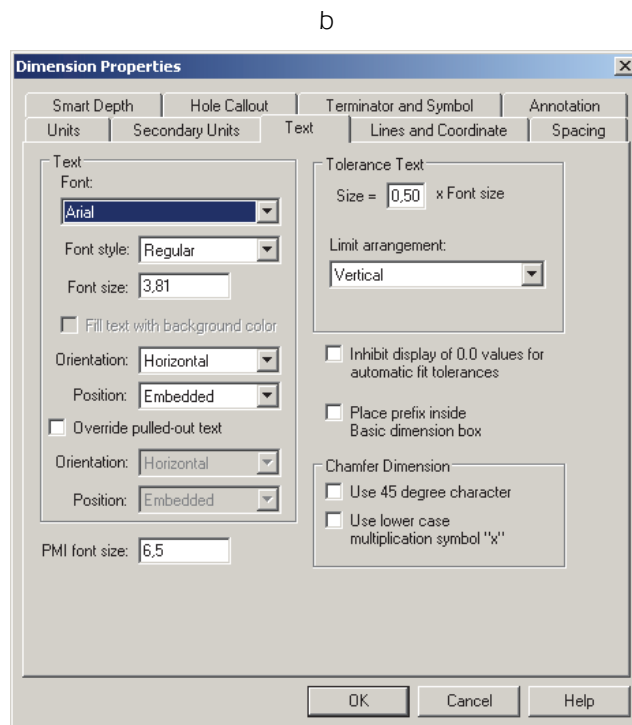 b
Dimension Properties
Smart Depth Hole Callout Terminator and Symbol Annotation
Units Secondary Units Text Lines and Coordinate Spacing
Text
Font:
Arial
Font style: Regular
Font size: 3,81
Fill text with background color
Orientation: Horizontal
Position: Embedded
Override pulled-out text
Orientation: Horizontal
Position: Embedded
PMI font size: 6,5
Tolerance Text
Size = 0,50 x Font size
Limit arrangement:
Vertical
Inhibit display of 0.0 values for
automatic fit tolerances
Place prefix inside
Basic dimension box
Chamfer Dimension
Use 45 degree character
Use lower case
multiplication symbol "x"
OK Cancel Help